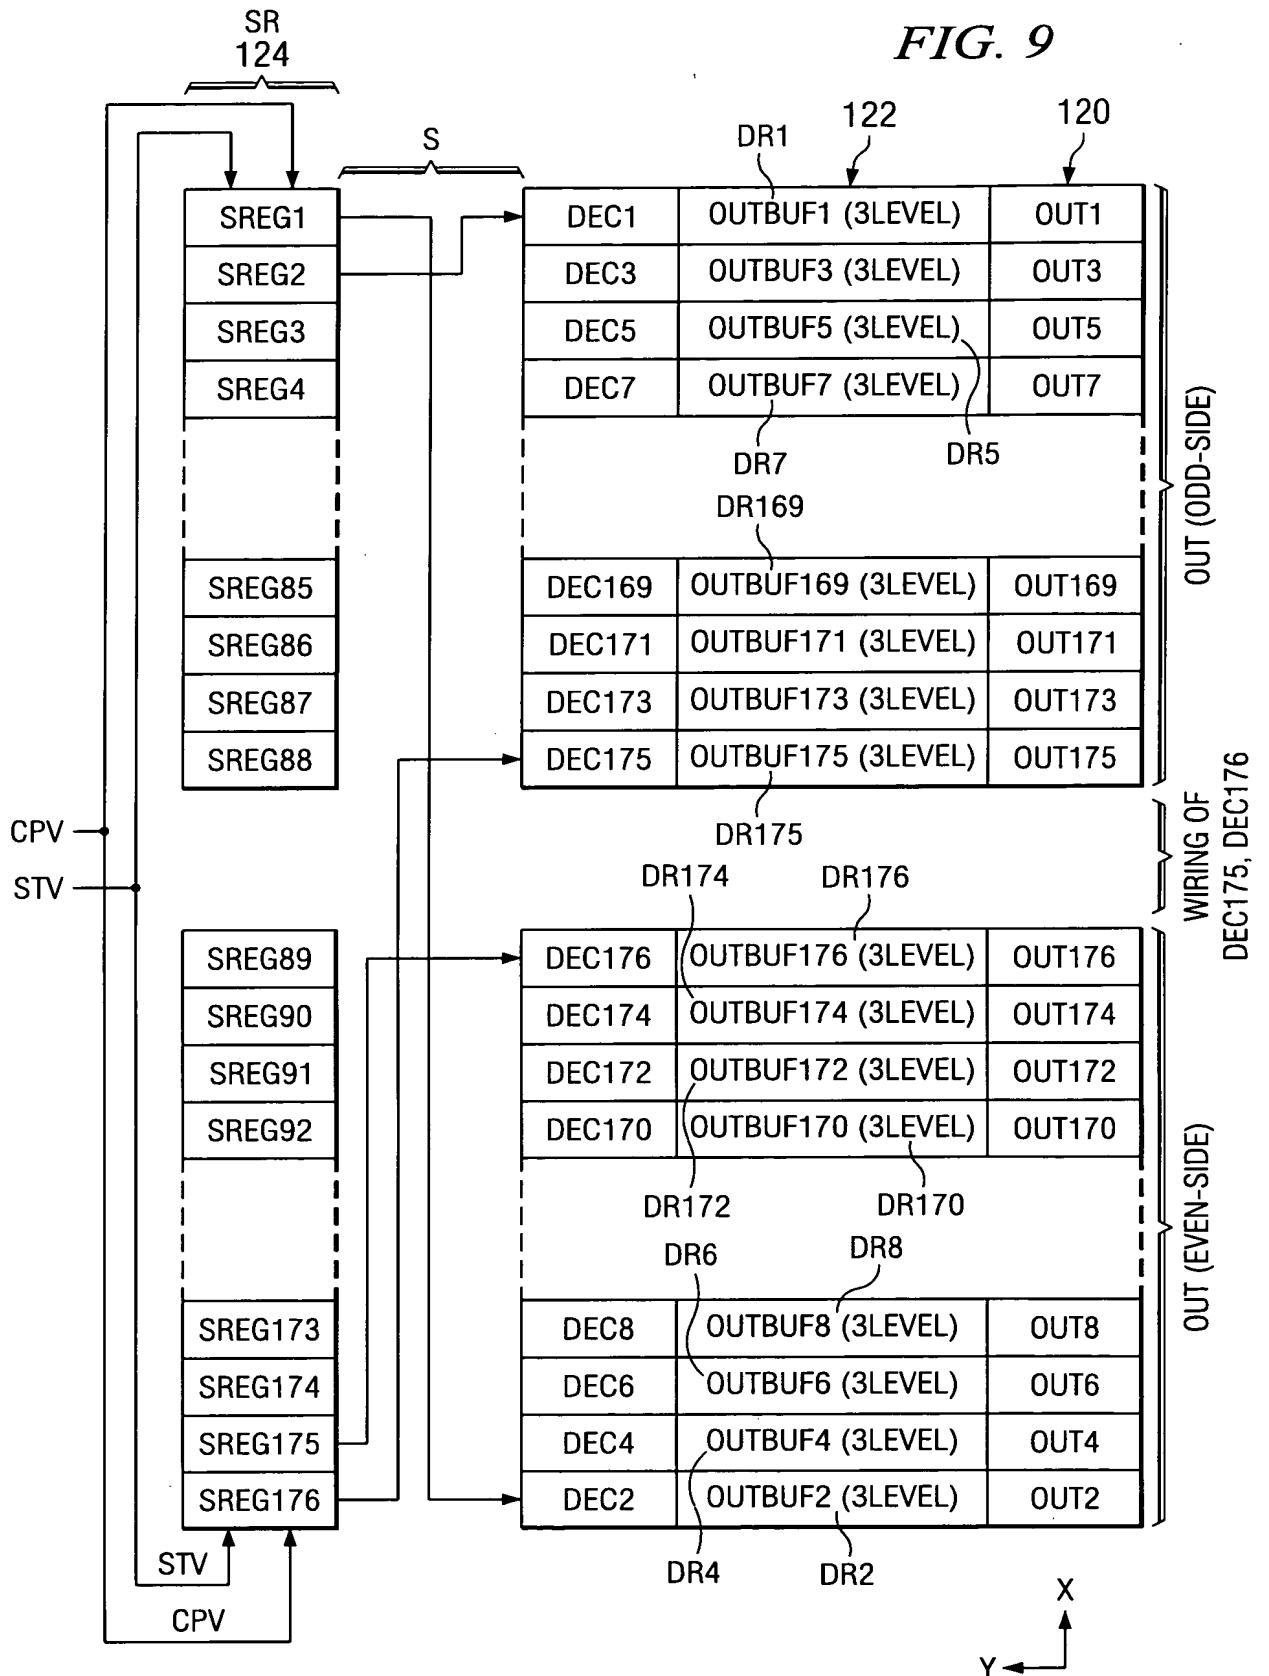 SR
124
FIG. 9
S
DR1
122
120
SREG1
DEC1
OUTBUF1 (3LEVEL)
OUT1
SREG2
DEC3
OUTBUF3 (3LEVEL)
OUT3
SREG3
DEC5
OUTBUF5 (3LEVEL)
OUT5
SREG4
DEC7
OUTBUF7 (3LEVEL)
OUT7
DR7
DR5
OUT (ODD-SIDE)
DR169
SREG85
DEC169
OUTBUF169 (3LEVEL)
OUT169
SREG86
DEC171
OUTBUF171 (3LEVEL)
OUT171
SREG87
DEC173
OUTBUF173 (3LEVEL)
OUT173
SREG88
DEC175
OUTBUF175 (3LEVEL)
OUT175
CPV
DR175
WIRING OF
DEC175, DEC176
STV
DR174
DR176
SREG89
DEC176
OUTBUF176 (3LEVEL)
OUT176
SREG90
DEC174
OUTBUF174 (3LEVEL)
OUT174
SREG91
DEC172
OUTBUF172 (3LEVEL)
OUT172
SREG92
DEC170
OUTBUF170 (3LEVEL)
OUT170
DR172
DR170
OUT (EVEN-SIDE)
DR6
DR8
SREG173
DEC8
OUTBUF8 (3LEVEL)
OUT8
SREG174
DEC6
OUTBUF6 (3LEVEL)
OUT6
SREG175
DEC4
OUTBUF4 (3LEVEL)
OUT4
SREG176
DEC2
OUTBUF2 (3LEVEL)
OUT2
STV
DR4
DR2
CPV
X
Y